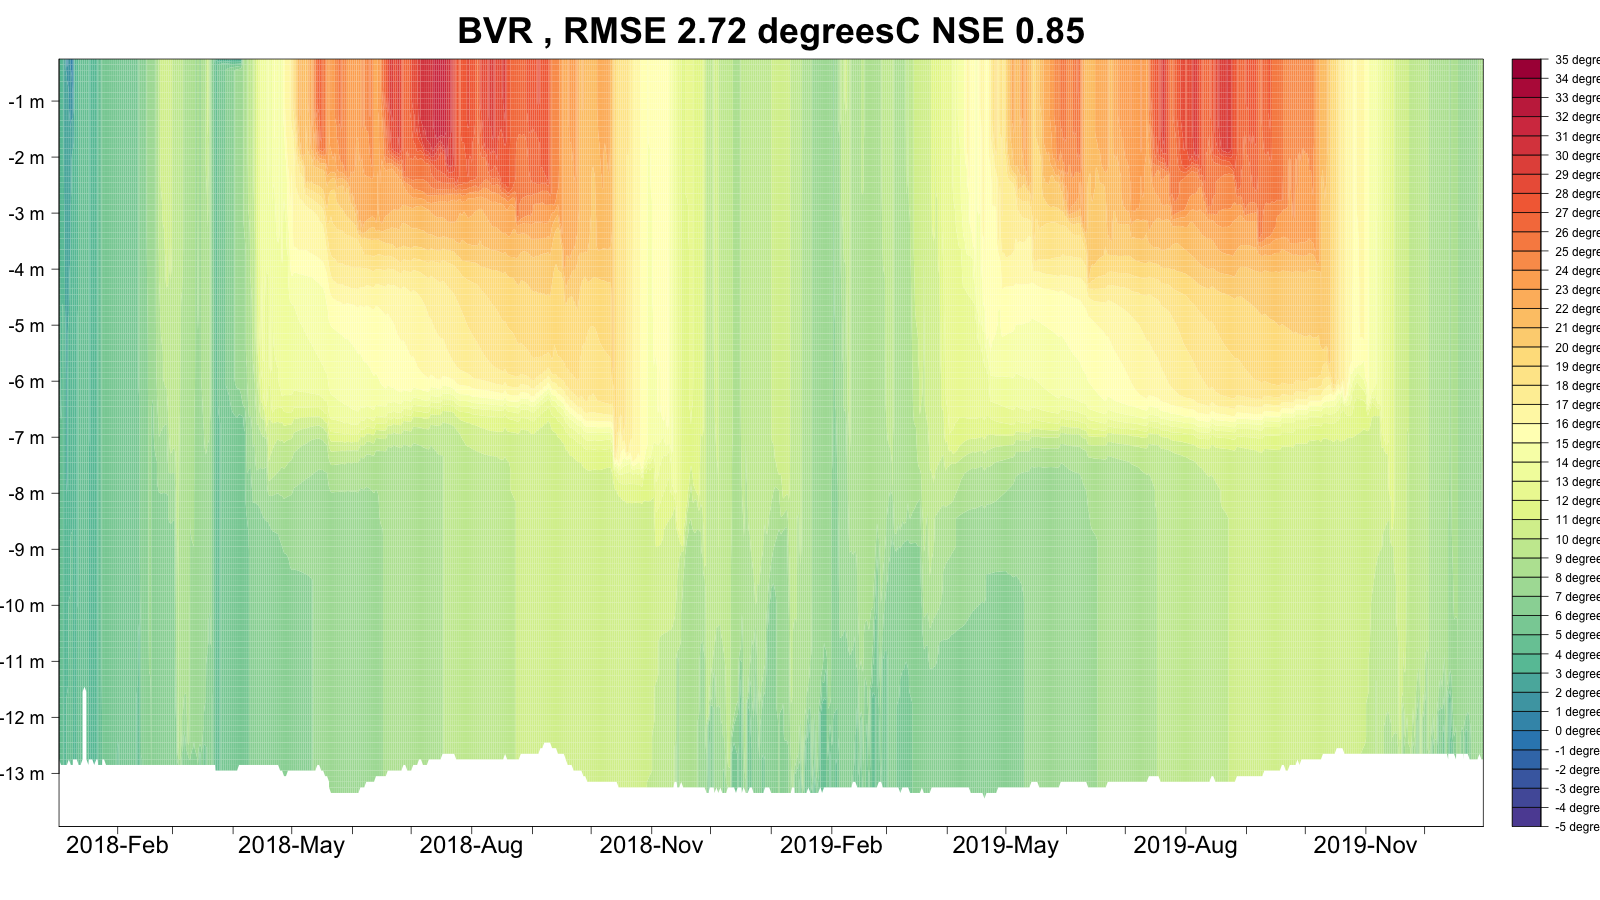 BVR , RMSE 2.72 degreesC NSE 0.85
-1 m
-2 m
-3 m
-4 m
-5 m
-6 m
-7 m
-8 m
-9 m
-10 m
-11 m
-12 m
-13 m
2018-Feb
2018-May
2018-Aug
2018-Nov
2019-Feb
2019-May
2019-Aug
2019-Nov
35 degre
34 degre
33 degre
32 degre
31 degre
30 degre
29 degre
28 degre
27 degre
26 degre
25 degre
24 degre
23 degre
22 degre
21 degre
20 degre
19 degre
18 degre
17 degre
16 degre
15 degre
14 degre
13 degre
12 degre
11 degre
10 degre
9 degree
8 degree
7 degree
6 degree
5 degree
4 degree
3 degree
2 degree
1 degree
0 degree
-1 degre
-2 degre
-3 degre
-4 degre
-5 degre